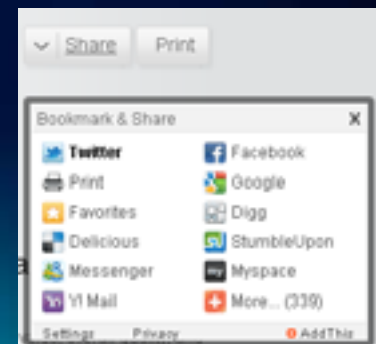 Share Print
Bookmark & Share X
Twitter Facebook
Print Google
Favorites Digg
Delicious StumbleUpon
Messenger Myspace
Y! Mail More... (339)
Settings Privacy AddThis